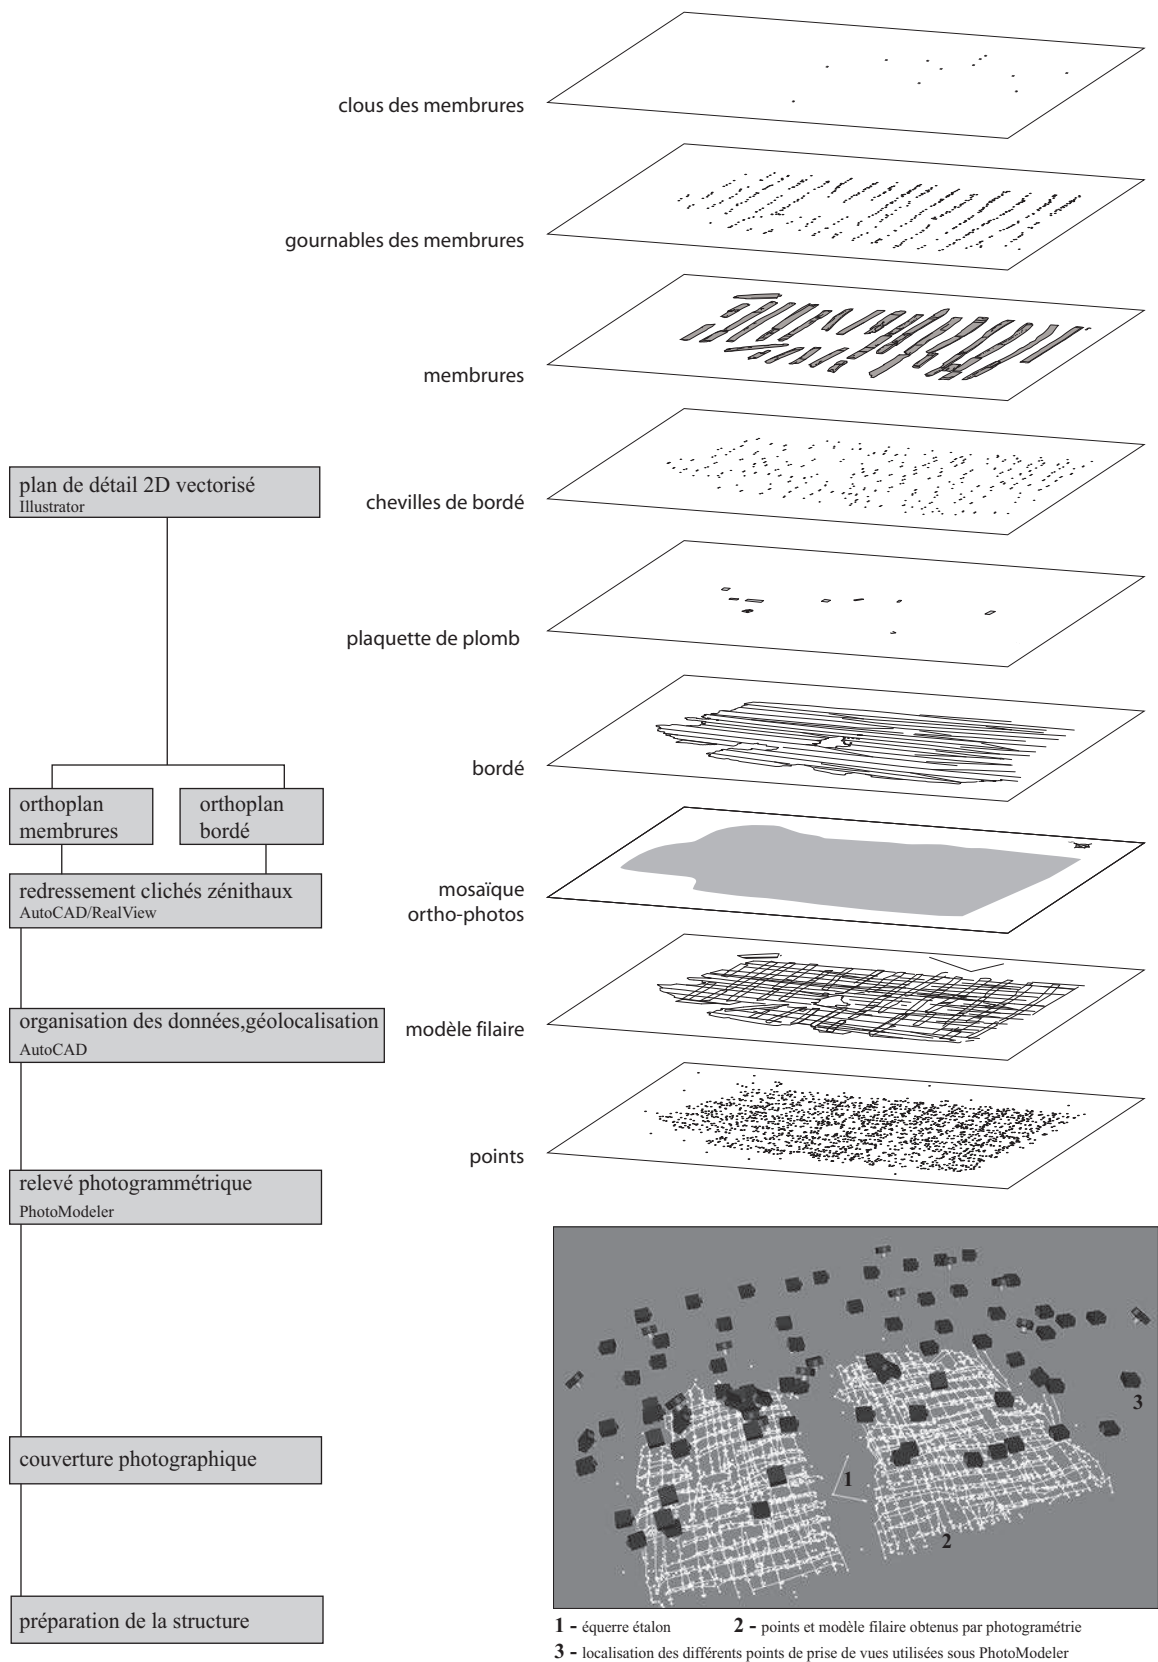 clous des membrures
gournables des membrures
membrures
plan de détail 2D vectorisé
Illustrator
chevilles de bordé
plaquette de plomb
bordé
orthoplan
membrures
orthoplan
bordé
redressement clichés zénithaux
AutoCAD/RealView
mosaïque
ortho-photos
organisation des données,géolocalisation
AutoCAD
modèle filaire
points
relevé photogrammétrique
PhotoModeler
couverture photographique
préparation de la structure
3
1
2
1 - équerre étalon
2 - points et modèle filaire obtenus par photogramétrie
3 - localisation des différents points de prise de vues utilisées sous PhotoModeler